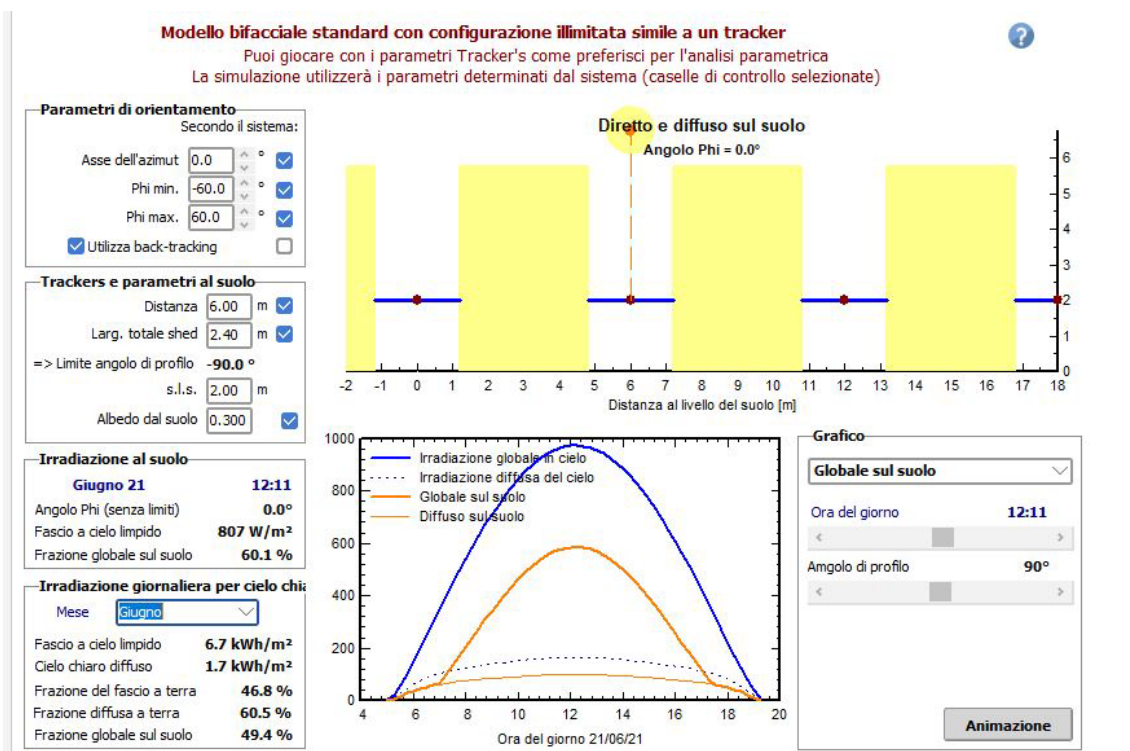 Modello bifacciale standard con configurazione illimitata simile a un tracker
Puoi giocare con i parametri Tracker's come preferisci per l'analisi parametrica
La simulazione utilizzerà i parametri determinati dal sistema (caselle di controllo selezionate)
?
Parametri di orientamento
Secondo il sistema:
Asse dell'azimut 0.0 °
Phi min. -60.0 °
Phi max. 60.0 °
Utilizza back-tracking
Trackers e parametri al suolo
Distanza 6.00 m
Larg. totale shed 2.40 m
=> Limite angolo di profilo -90.0 °
s.l.s. 2.00 m
Albedo dal suolo 0.300
Irradiazione al suolo
Giugno 21 12:11
Angolo Phi (senza limiti) 0.0°
Fascio a cielo limpido 807 W/m²
Frazione globale sul suolo 60.1 %
Irradiazione giornaliera per cielo chia
Mese Giugno
Fascio a cielo limpido 6.7 kWh/m²
Cielo chiaro diffuso 1.7 kWh/m²
Frazione del fascio a terra 46.8 %
Frazione diffusa a terra 60.5 %
Frazione globale sul suolo 49.4 %
Diretto e diffuso sul suolo
Angolo Phi = 0.0°
6
5
4
3
2
1
0
-2 -1 0 1 2 3 4 5 6 7 8 9 10 11 12 13 14 15 16 17 18
Distanza al livello del suolo [m]
1000
800
600
400
200
0
Irradiazione globale in cielo
Irradiazione diffusa del cielo
Globale sul suolo
Diffuso sul suolo
4 6 8 10 12 14 16 18 20
Ora del giorno 21/06/21
Grafico
Globale sul suolo
Ora del giorno 12:11
Amgolo di profilo 90°
Animazione